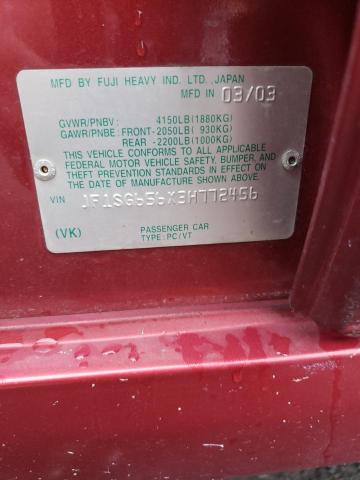 MFD BY FUJI HEAVY IND. LTD., JAPAN
MFD IN 03/03
GVWR/PNBV : 4150LB(1880KG)
GAWR/PNBE: FRONT-2050LB( 930KG)
REAR -2200LB(1000KG)
THIS VEHICLE CONFORMS TO ALL APPLICABLE
FEDERAL MOTOR VEHICLE SAFETY, BUMPER, AND
THEFT PREVENTION STANDARDS IN EFFECT ON THE
DATE OF MANUFACTURE SHOWN ABOVE.
VIN JF1SG656X3H772456
(VK) PASSENGER CAR
TYPE: PC/VT